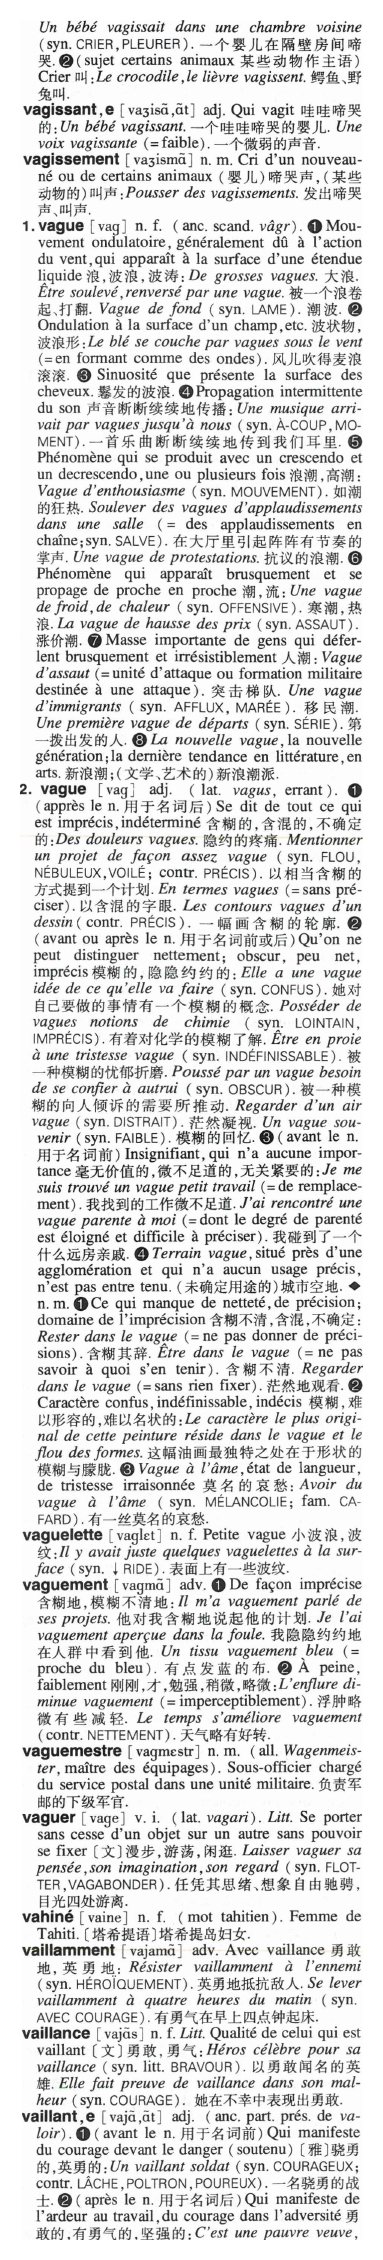 Un bébé vagissait dans une chambre voisine
(syn. CRIER,PLEURER). 一个婴儿在隔壁房间啼
哭. ❷(sujet certains animaux 某些动物作主语)
Crier 叫:Le crocodile,le lièvre vagissent. 鳄鱼、野
兔叫.
vagissant,e [vaʒisɑ̃,ɑ̃t] adj. Qui vagit 哇哇啼哭
的:Un bébé vagissant. 一个哇哇啼哭的婴儿. Une
voix vagissante (=faible). 一个微弱的声音.
vagissement [vaʒismɑ̃] n. m. Cri d'un nouveau-
né ou de certains animaux (婴儿)啼哭声,(某些
动物的)叫声:Pousser des vagissements. 发出啼哭
声、叫声.
1. vague [vag] n. f. (anc. scand. vâgr). ❶ Mou-
vement ondulatoire, généralement dû à l'action
du vent,qui apparaît à la surface d'une étendue
liquide 浪,波浪,波涛: De grosses vagues. 大浪.
Être soulevé,renversé par une vague. 被一个浪卷
起、打翻. Vague de fond (syn. LAME). 潮波. ❷
Ondulation à la surface d'un champ,etc. 波状物,
波浪形:Le blé se couche par vagues sous le vent
(=en formant comme des ondes). 风儿吹得麦浪
滚滚. ❸ Sinuosité que présente la surface des
cheveux. 鬈发的波浪. ❹Propagation intermittente
du son 声音断断续续地传播:Une musique arri-
vait par vagues jusqu'à nous (syn. À-COUP,MO-
MENT). 一首乐曲断断续续地传到我们耳里. ❺
Phénomène qui se produit avec un crescendo et
un decrescendo,une ou plusieurs fois 浪潮,高潮:
Vague d'enthousiasme (syn. MOUVEMENT). 如潮
的狂热. Soulever des vagues d'applaudissements
dans une salle (= des applaudissements en
chaîne;syn. SALVE). 在大厅里引起阵阵有节奏的
掌声. Une vague de protestations. 抗议的浪潮. ❻
Phénomène qui apparaît brusquement et se
propage de proche en proche 潮,流: Une vague
de froid,de chaleur (syn. OFFENSIVE). 寒潮,热
浪. La vague de hausse des prix (syn. ASSAUT).
涨价潮. ❼ Masse importante de gens qui défer-
lent brusquement et irrésistiblement 人潮:Vague
d'assaut (=unité d'attaque ou formation militaire
destinée à une attaque). 突击梯队. Une vague
d'immigrants (syn. AFFLUX, MARÉE). 移民潮.
Une première vague de départs (syn. SÉRIE). 第
一拨出发的人. ❽ La nouvelle vague,la nouvelle
génération;la dernière tendance en littérature,en
arts. 新浪潮;(文学、艺术的)新浪潮派.
2. vague [vag] adj. (lat. vagus, errant). ❶
(apprès le n. 用于名词后) Se dit de tout ce qui
est imprécis,indéterminé 含糊的,含混的,不确定
的:Des douleurs vagues. 隐约的疼痛. Mentionner
un projet de façon assez vague (syn. FLOU,
NÉBULEUX,VOILÉ; contr. PRÉCIS). 以相当含糊的
方式提到一个计划. En termes vagues (=sans pré-
ciser). 以含混的字眼. Les contours vagues d'un
dessin (contr. PRÉCIS). 一幅画含糊的轮廓. ❷
(avant ou après le n. 用于名词前或后) Qu'on ne
peut distinguer nettement; obscur, peu net,
imprécis 模糊的,隐隐约约的:Elle a une vague
idée de ce qu'elle va faire (syn. CONFUS). 她对
自己要做的事情有一个模糊的概念. Posséder de
vagues notions de chimie (syn. LOINTAIN,
IMPRÉCIS). 有着对化学的模糊了解. Être en proie
à une tristesse vague (syn. INDÉFINISSABLE). 被
一种模糊的忧郁折磨. Poussé par un vague besoin
de se confier à autrui (syn. OBSCUR). 被一种模
糊的向人倾诉的需要所推动. Regarder d'un air
vague (syn. DISTRAIT). 茫然凝视. Un vague sou-
venir (syn. FAIBLE). 模糊的回忆. ❸ (avant le n.
用于名词前) Insignifiant, qui n'a aucune impor-
tance 毫无价值的,微不足道的,无关紧要的:Je me
suis trouvé un vague petit travail (=de remplace-
ment). 我找到的工作微不足道. J'ai rencontré une
vague parente à moi (=dont le degré de parenté
est éloigné et difficile à préciser). 我碰到了一个
什么远房亲戚. ❹ Terrain vague,situé près d'une
agglomération et qui n'a aucun usage précis,
n'est pas entre tenu. (未确定用途的)城市空地. ◆
n. m. ❶Ce qui manque de netteté,de précision;
domaine de l'imprécision 含糊不清,含混,不确定:
Rester dans le vague (=ne pas donner de préci-
sions). 含糊其辞. Être dans le vague (= ne pas
savoir à quoi s'en tenir). 含糊不清. Regarder
dans le vague (=sans rien fixer). 茫然地观看. ❷
Caractère confus,indéfinissable,indécis 模糊,难
以形容的,难以名状的:Le caractère le plus origi-
nal de cette peinture réside dans le vague et le
flou des formes. 这幅油画最独特之处在于形状的
模糊与朦胧. ❸ Vague à l'âme,état de langueur,
de tristesse irraisonnée 莫名的哀愁: Avoir du
vague à l'âme (syn. MÉLANCOLIE; fam. CA-
FARD). 有一丝莫名的哀愁.
vaguelette [vaglɛt] n. f. Petite vague 小波浪,波
纹:Il y avait juste quelques vaguelettes à la sur-
face (syn. ↓RIDE). 表面上有一些波纹.
vaguement [vagmɑ̃] adv. ❶ De façon imprécise
含糊地,模糊不清地:Il m'a vaguement parlé de
ses projets. 他对我含糊地说起他的计划. Je l'ai
vaguement aperçue dans la foule. 我隐隐约约地
在人群中看到他. Un tissu vaguement bleu (=
proche du bleu). 有点发蓝的布. ❷ À peine,
faiblement 刚刚,才,勉强,稍微,略微:L'enflure di-
minue vaguement (=imperceptiblement). 浮肿略
微有些减轻. Le temps s'améliore vaguement
(contr. NETTEMENT). 天气略有好转.
vaguemestre [vagmɛstr] n. m. (all. Wagenmeis-
ter, maître des équipages). Sous-officier chargé
du service postal dans une unité militaire. 负责军
邮的下级军官.
vaguer [vage] v. i. (lat. vagari). Litt. Se porter
sans cesse d'un objet sur un autre sans pouvoir
se fixer〔文〕漫步,游荡,闲逛. Laisser vaguer sa
pensée,son imagination,son regard (syn. FLOT-
TER,VAGABONDER). 任凭其思绪、想象自由驰骋,
目光四处游离.
vahiné [vaine] n. f. (mot tahitien). Femme de
Tahiti.〔塔希提语〕塔希提岛妇女.
vaillamment [vajamɑ̃] adv. Avec vaillance 勇敢
地,英勇地: Résister vaillamment à l'ennemi
(syn. HÉROÏQUEMENT). 英勇地抵抗敌人. Se lever
vaillamment à quatre heures du matin (syn.
AVEC COURAGE). 有勇气在早上四点钟起床.
vaillance [vajɑ̃s] n. f. Litt. Qualité de celui qui est
vaillant〔文〕勇敢,勇气:Héros célèbre pour sa
vaillance (syn. litt. BRAVOUR). 以勇敢闻名的英
雄. Elle fait preuve de vaillance dans son mal-
heur (syn. COURAGE). 她在不幸中表现出勇敢.
vaillant,e [vajɑ̃,ɑ̃t] adj. (anc. part. prés. de va-
loir). ❶(avant le n. 用于名词前) Qui manifeste
du courage devant le danger (soutenu)〔雅〕骁勇
的,英勇的:Un vaillant soldat (syn. COURAGEUX;
contr. LÂCHE,POLTRON,POUREUX). 一名骁勇的战
士. ❷(après le n. 用于名词后) Qui manifeste de
l'ardeur au travail,du courage dans l'adversité 勇
敢的,有勇气的,坚强的:C'est une pauvre veuve,